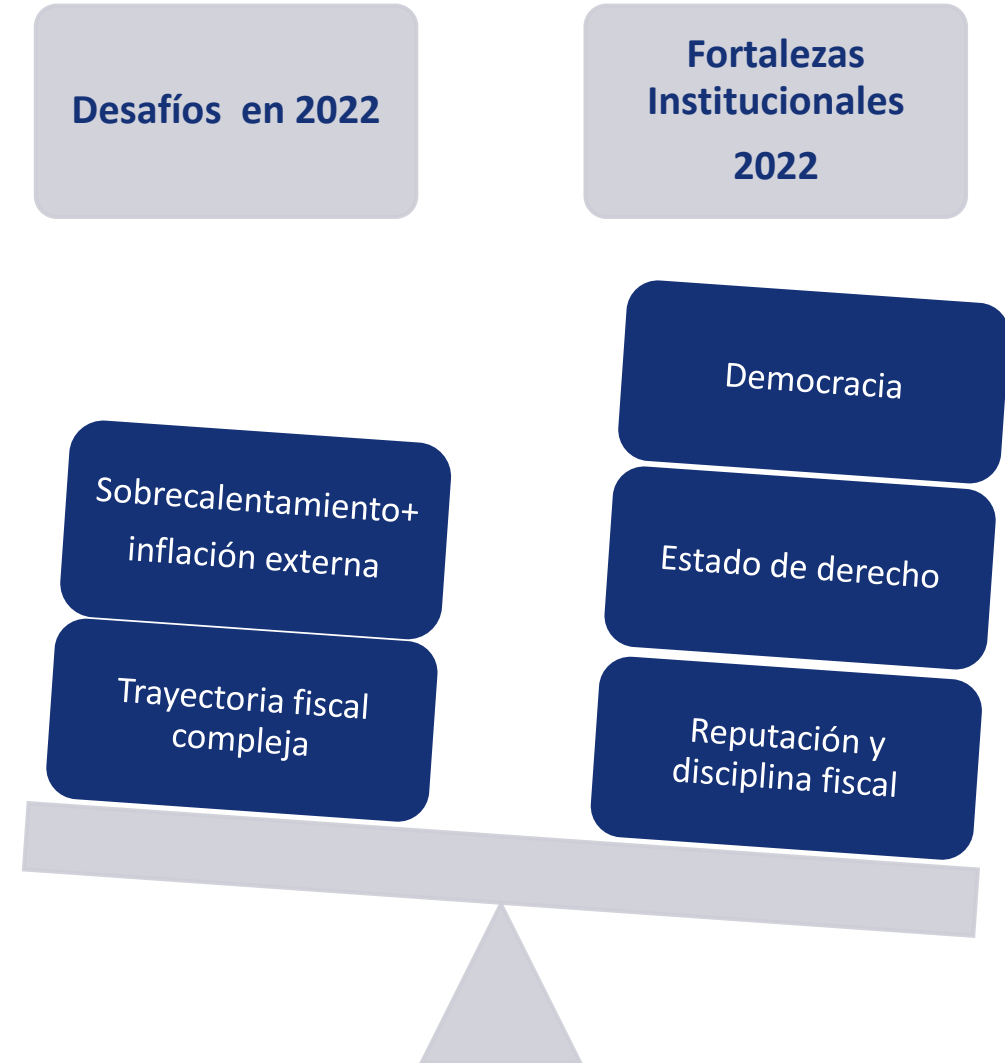 Desafíos  en 2022
Fortalezas
Institucionales
2022
Sobrecalentamiento+
inflación externa
Trayectoria fiscal
compleja
Democracia
Estado de derecho
Reputación y
disciplina fiscal